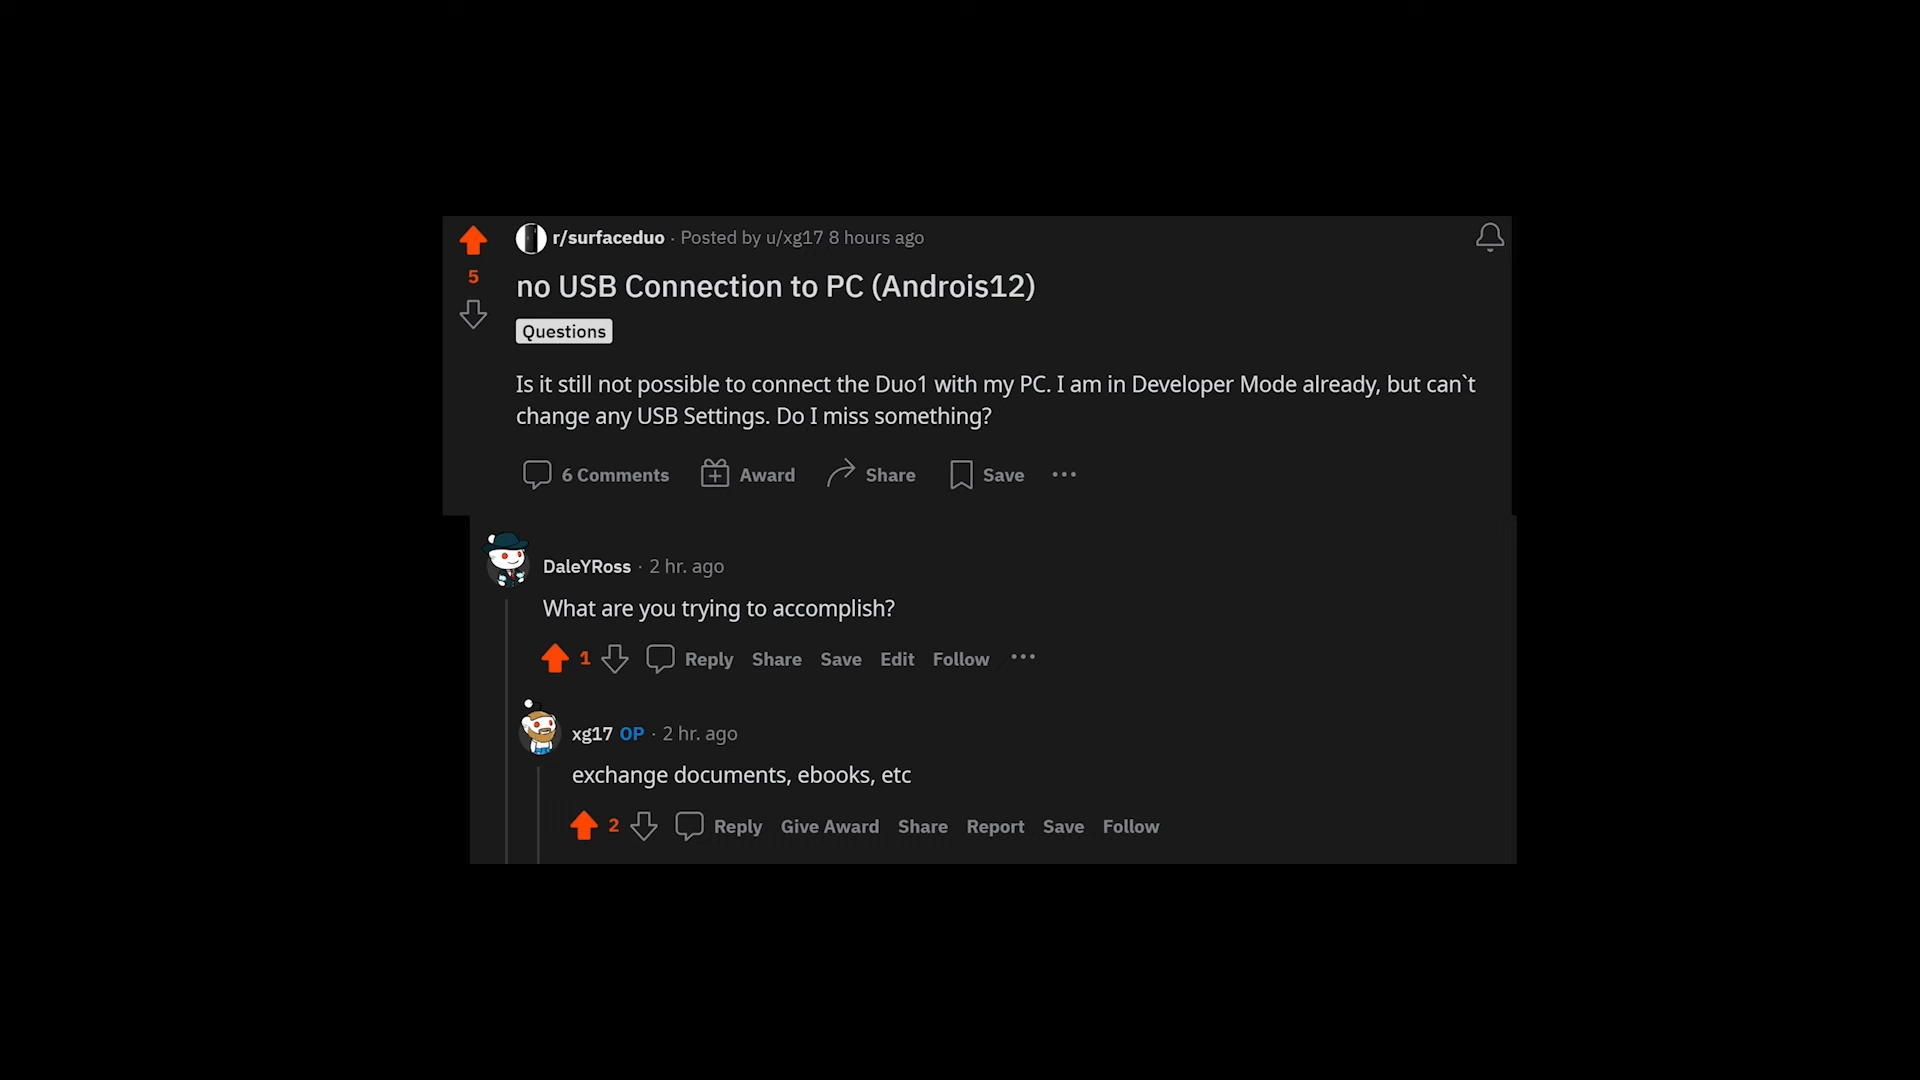 r/surfaceduo · Posted by u/xg17 8 hours ago
5
no USB Connection to PC (Androis12)
Questions
Is it still not possible to connect the Duo1 with my PC. I am in Developer Mode already, but can`t
change any USB Settings. Do I miss something?
6 Comments Award Share Save ···
DaleYRoss · 2 hr. ago
What are you trying to accomplish?
1 Reply Share Save Edit Follow ···
xg17 OP · 2 hr. ago
exchange documents, ebooks, etc
2 Reply Give Award Share Report Save Follow